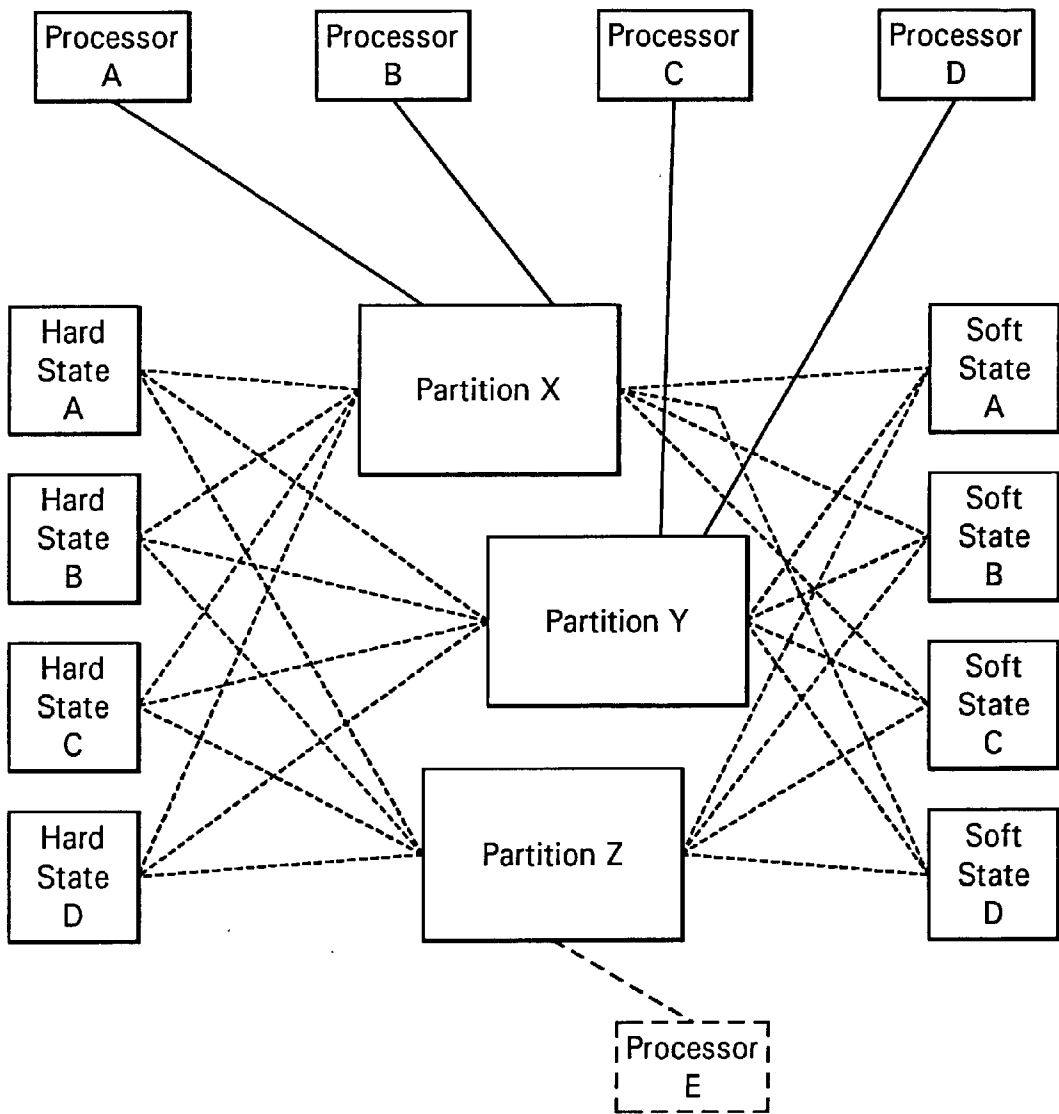 Processor
A
Processor
B
Processor
C
Processor
D
Hard
State
A
Partition X
Soft
State
A
Hard
State
B
Soft
State
B
Partition Y
Hard
State
C
Soft
State
C
Hard
State
D
Partition Z
Soft
State
D
Processor
E